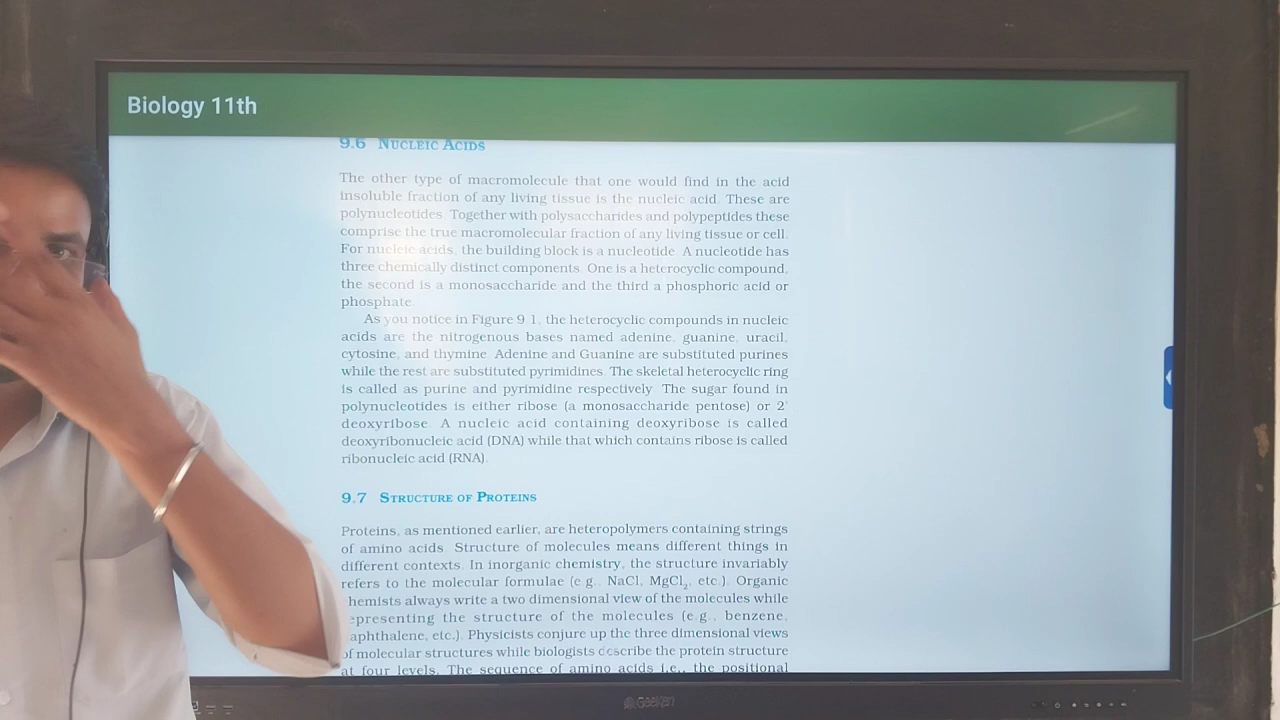 Biology 11th
9.6 NUCLEIC ACIDS
The other type of macromolecule that one would find in the acid
insoluble fraction of any living tissue is the nucleic acid. These are
polynucleotides. Together with polysaccharides and polypeptides these
comprise the true macromolecular fraction of any living tissue or cell.
For nucleic acids, the building block is a nucleotide. A nucleotide has
three chemically distinct components. One is a heterocyclic compound,
the second is a monosaccharide and the third a phosphoric acid or
phosphate.
As you notice in Figure 9.1, the heterocyclic compounds in nucleic
acids are the nitrogenous bases named adenine, guanine, uracil,
cytosine, and thymine. Adenine and Guanine are substituted purines
while the rest are substituted pyrimidines. The skeletal heterocyclic ring
is called as purine and pyrimidine respectively. The sugar found in
polynucleotides is either ribose (a monosaccharide pentose) or 2'
deoxyribose. A nucleic acid containing deoxyribose is called
deoxyribonucleic acid (DNA) while that which contains ribose is called
ribonucleic acid (RNA).
9.7 STRUCTURE OF PROTEINS
Proteins, as mentioned earlier, are heteropolymers containing strings
of amino acids. Structure of molecules means different things in
different contexts. In inorganic chemistry, the structure invariably
refers to the molecular formulae (e.g., NaCl, MgCl₂, etc.). Organic
hemists always write a two dimensional view of the molecules while
epresenting the structure of the molecules (e.g., benzene,
aphthalene, etc.). Physicists conjure up the three dimensional views
of molecular structures while biologists describe the protein structure
at four levels. The sequence of amino acids i.e., the positional